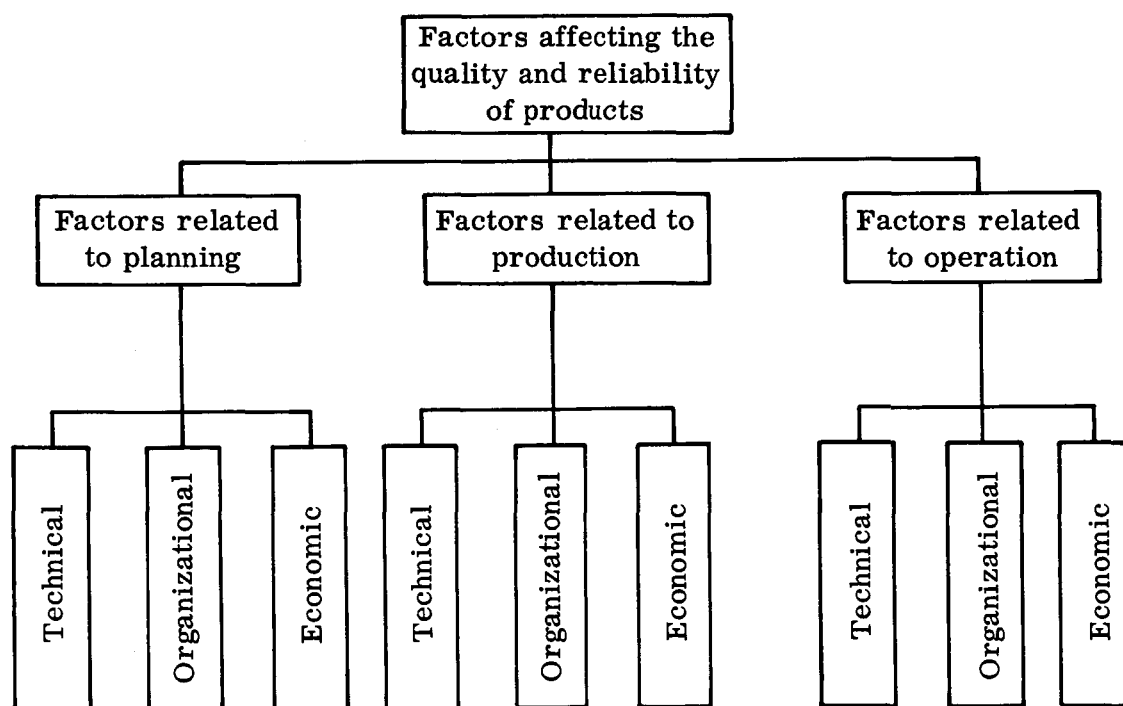 Factors affecting the
quality and reliability
of products
Factors related
to planning
Factors related to
production
Factors related
to operation
Technical
Organizational
Economic
Technical
Organizational
Economic
Technical
Organizational
Economic